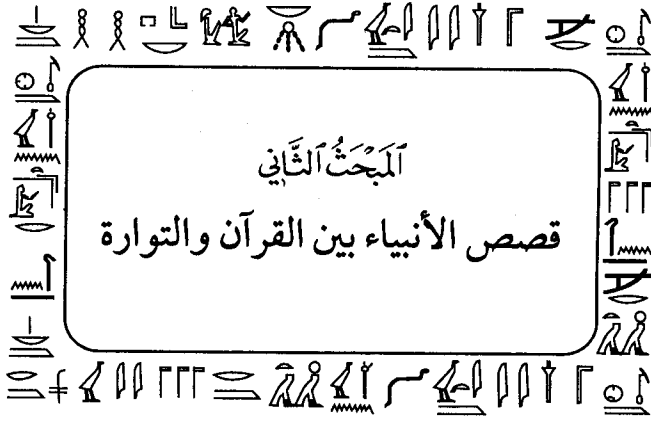 المَبْحَثُ الثَّانِي
قصص الأنبياء بين القرآن والتوارة